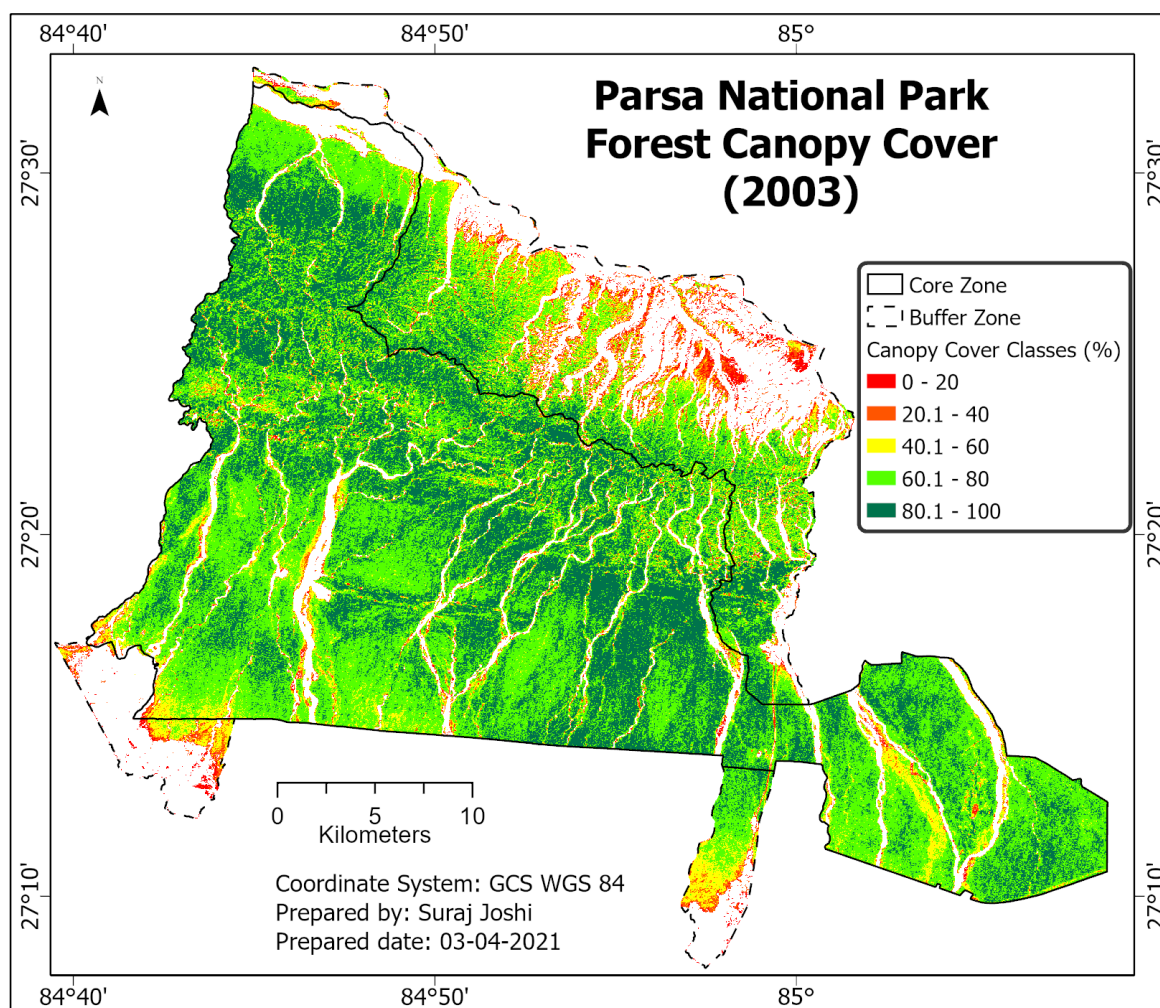 84°40'
84°50'
85°
N
Parsa National Park
Forest Canopy Cover
(2003)
27°30'
27°30'
Core Zone
Buffer Zone
Canopy Cover Classes (%)
0 - 20
20.1 - 40
40.1 - 60
60.1 - 80
80.1 - 100
27°20'
27°20'
0 5 10
Kilometers
Coordinate System: GCS WGS 84
Prepared by: Suraj Joshi
Prepared date: 03-04-2021
27°10'
27°10'
84°40'
84°50'
85°